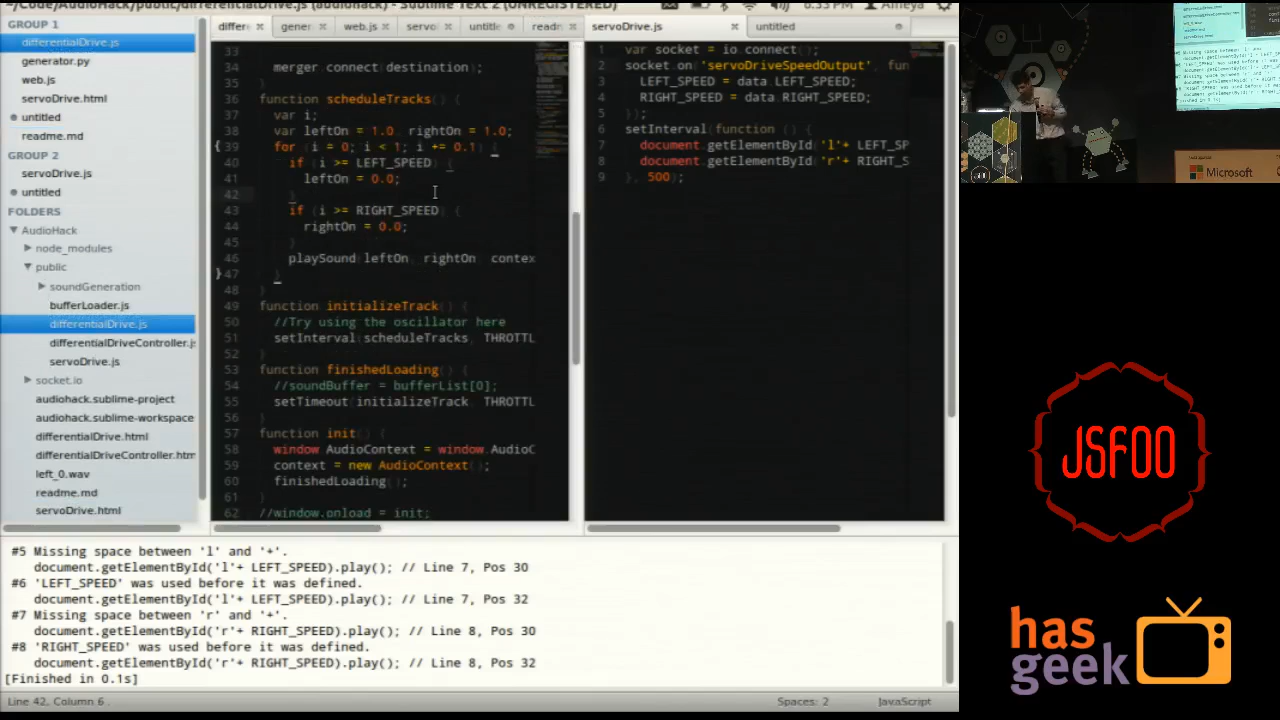 ~/Code/AudioHack/public/differentialDrive.js (audiohack) - Sublime Text 2 (UNREGISTERED)
6:33 PM
Ameya
GROUP 1
differentialDrive.js
generator.py
web.js
servoDrive.html
untitled
readme.md
GROUP 2
servoDrive.js
untitled
FOLDERS
AudioHack
node_modules
public
soundGeneration
bufferLoader.js
differentialDrive.js
differentialDriveController.js
servoDrive.js
socket.io
audiohack.sublime-project
audiohack.sublime-workspace
differentialDrive.html
differentialDriveController.htm
left_0.wav
readme.md
servoDrive.html
differ
gener
web.js
servo
untitle
readn
33
34 merger connect(destination);
35
36 function scheduleTracks() {
37 var i;
38 var leftOn = 1.0 rightOn = 1.0;
39 for (i = 0; i < 1; i += 0.1) {
40 if (i >= LEFT_SPEED) {
41 leftOn = 0.0;
42 }
43 if (i >= RIGHT_SPEED) {
44 rightOn = 0.0;
45 }
46 playSound leftOn rightOn contex
47 }
48 }
49 function initializeTrack() {
50 //Try using the oscillator here
51 setInterval scheduleTracks THROTTL
52 }
53 function finishedLoading() {
54 //soundBuffer = bufferList[0];
55 setTimeout initializeTrack THROTTL
56 }
57 function init() {
58 window AudioContext = window AudioC
59 context = new AudioContext();
60 finishedLoading();
61 }
62 //window.onload = init;
servoDrive.js
untitled
1 var socket = io connect();
2 socket on 'servoDriveSpeedOutput', fun
3 LEFT_SPEED = data LEFT_SPEED;
4 RIGHT_SPEED = data RIGHT_SPEED;
5 });
6 setInterval(function () {
7 document getElementById 'l'+ LEFT_SP
8 document getElementById 'r'+ RIGHT_S
9 }, 500);
#5 Missing space between 'l' and '+'.
document.getElementById('l'+ LEFT_SPEED).play(); // Line 7, Pos 30
#6 'LEFT_SPEED' was used before it was defined.
document.getElementById('l'+ LEFT_SPEED).play(); // Line 7, Pos 32
#7 Missing space between 'r' and '+'.
document.getElementById('r'+ RIGHT_SPEED).play(); // Line 8, Pos 30
#8 'RIGHT_SPEED' was used before it was defined.
document.getElementById('r'+ RIGHT_SPEED).play(); // Line 8, Pos 32
[Finished in 0.1s]
Line 42, Column 6
Spaces: 2
JavaScript
Microsoft
JSFOO
has
geek